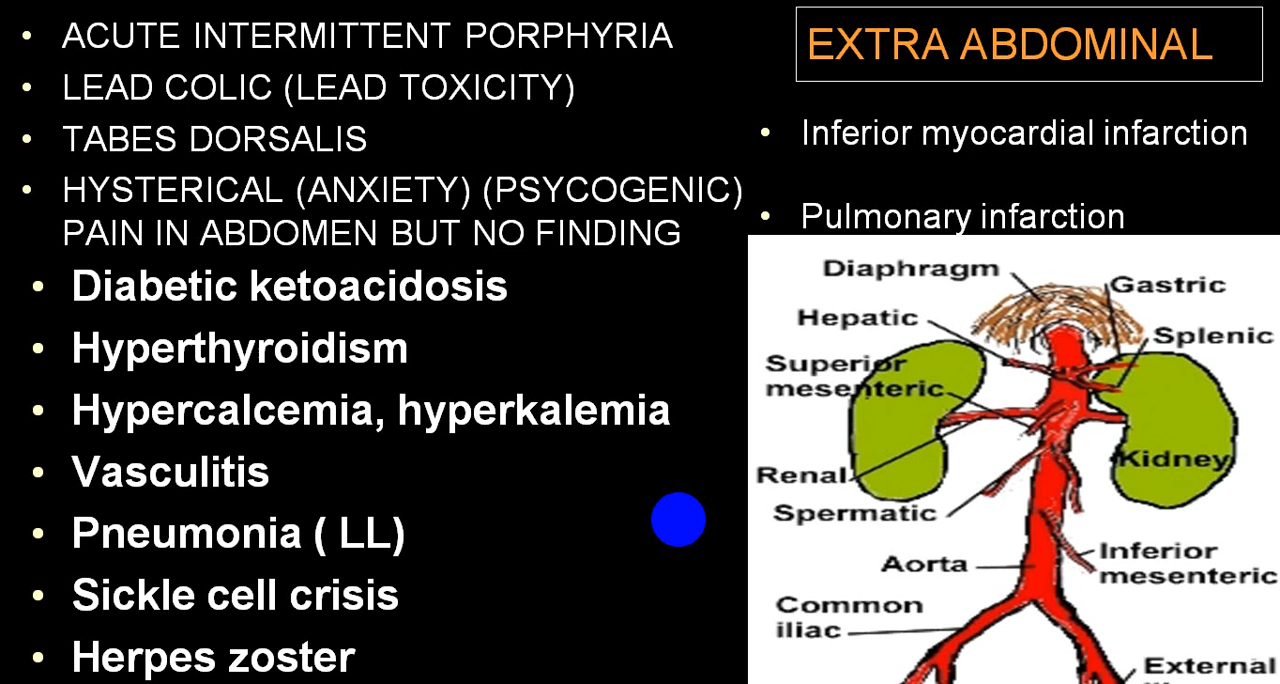 • ACUTE INTERMITTENT PORPHYRIA
• LEAD COLIC (LEAD TOXICITY)
• TABES DORSALIS
• HYSTERICAL (ANXIETY) (PSYCOGENIC)
PAIN IN ABDOMEN BUT NO FINDING
• Diabetic ketoacidosis
• Hyperthyroidism
• Hypercalcemia, hyperkalemia
• Vasculitis
• Pneumonia ( LL)
• Sickle cell crisis
• Herpes zoster
EXTRA ABDOMINAL
• Inferior myocardial infarction
• Pulmonary infarction
Diaphragm
Gastric
Hepatic
Splenic
Superior
mesenteric
Kidney
Renal
Spermatic
Inferior
mesenteric
Aorta
Common
iliac
External